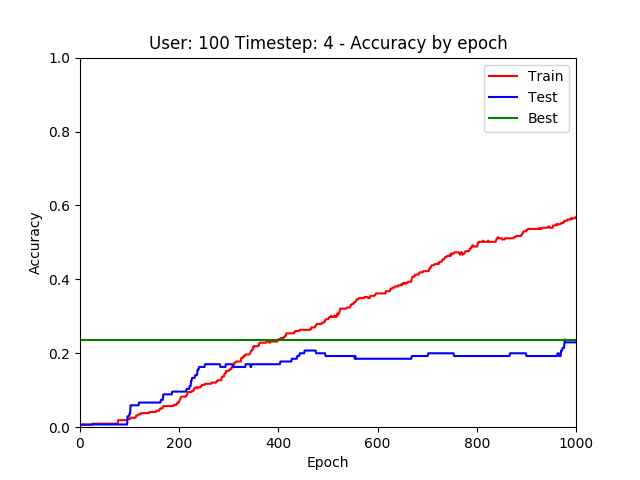 User: 100 Timestep: 4 - Accuracy by epoch
Train
Test
Best
1.0
0.8
0.6
0.4
0.2
0.0
Accuracy
0 200 400 600 800 1000
Epoch